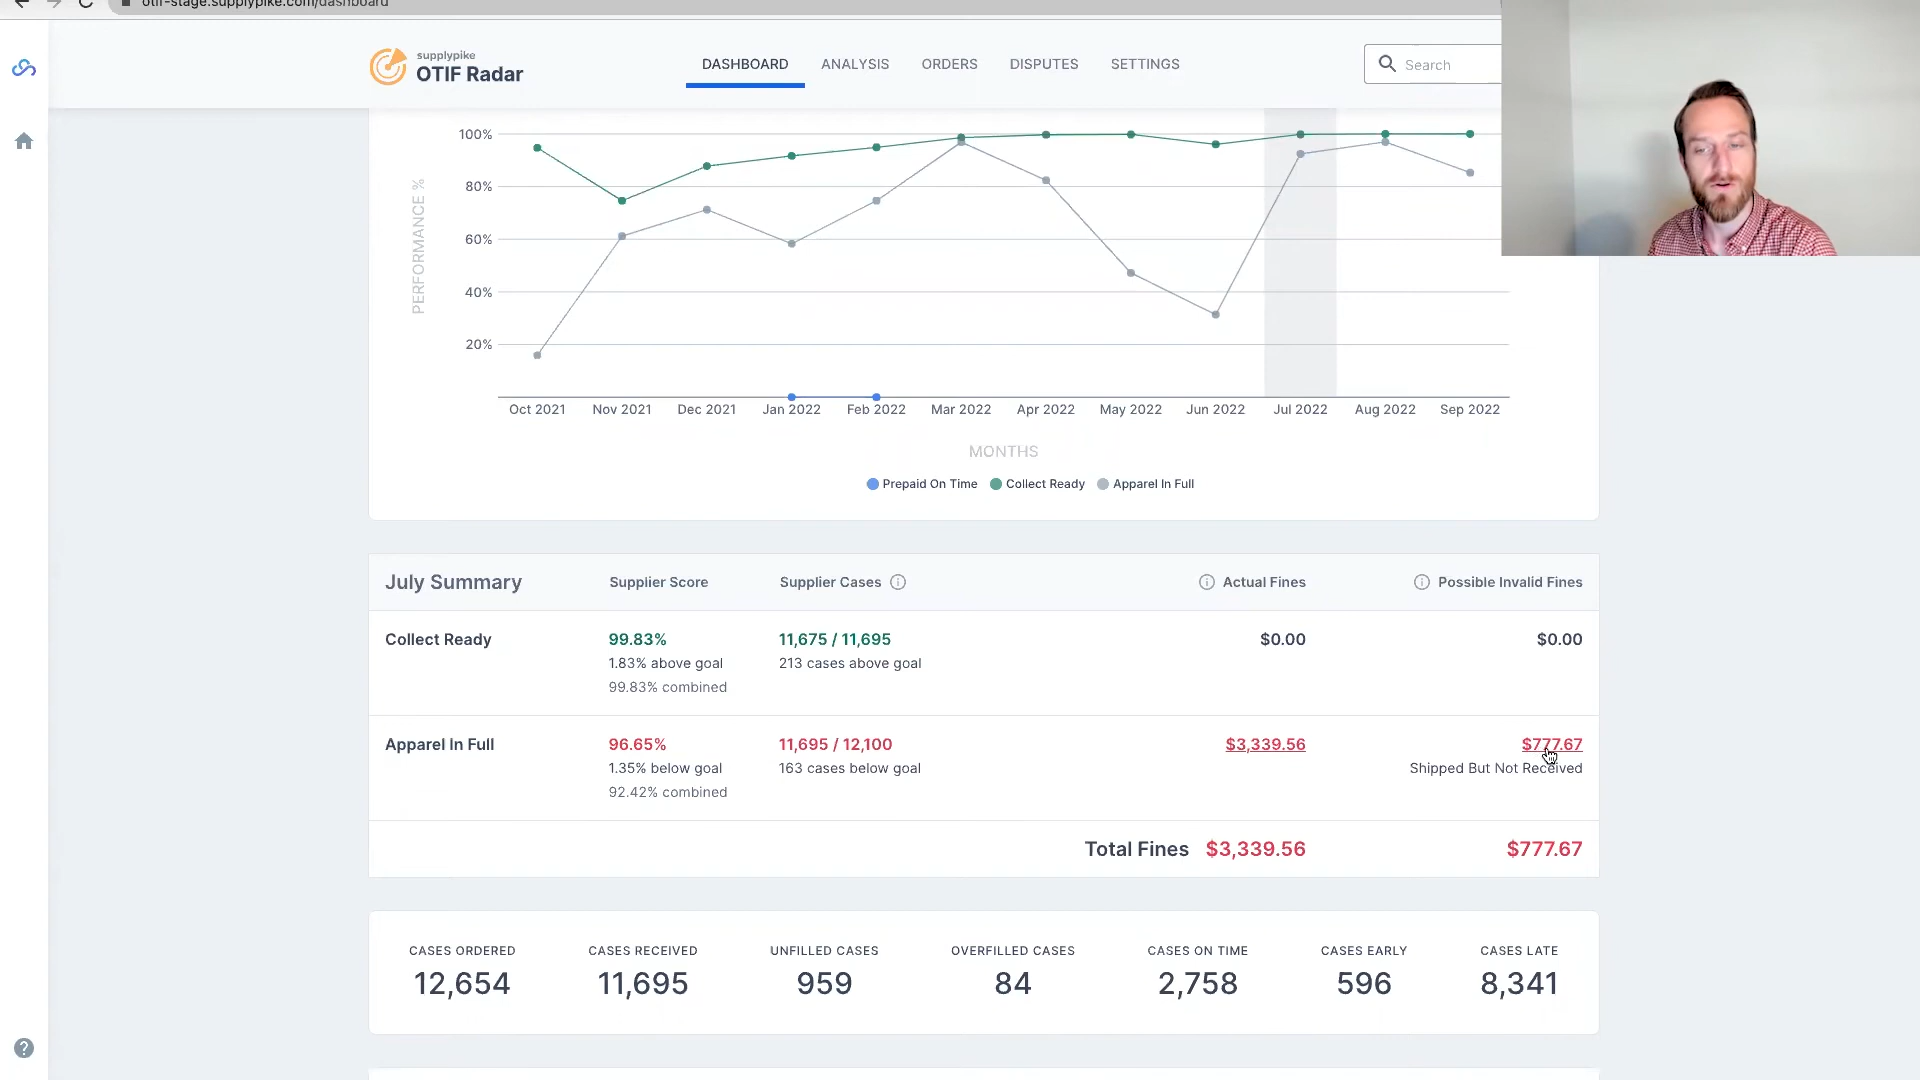 otif-stage.supplypike.com/dashboard
supplypike
OTIF Radar
DASHBOARD
ANALYSIS
ORDERS
DISPUTES
SETTINGS
Search
PERFORMANCE %
100%
80%
60%
40%
20%
Oct 2021
Nov 2021
Dec 2021
Jan 2022
Feb 2022
Mar 2022
Apr 2022
May 2022
Jun 2022
Jul 2022
Aug 2022
Sep 2022
MONTHS
Prepaid On Time
Collect Ready
Apparel In Full
July Summary
Supplier Score
Supplier Cases
Actual Fines
Possible Invalid Fines
Collect Ready
99.83%
11,675 / 11,695
$0.00
$0.00
1.83% above goal
213 cases above goal
99.83% combined
Apparel In Full
96.65%
11,695 / 12,100
$3,339.56
$777.67
1.35% below goal
163 cases below goal
Shipped But Not Received
92.42% combined
Total Fines
$3,339.56
$777.67
CASES ORDERED
CASES RECEIVED
UNFILLED CASES
OVERFILLED CASES
CASES ON TIME
CASES EARLY
CASES LATE
12,654
11,695
959
84
2,758
596
8,341